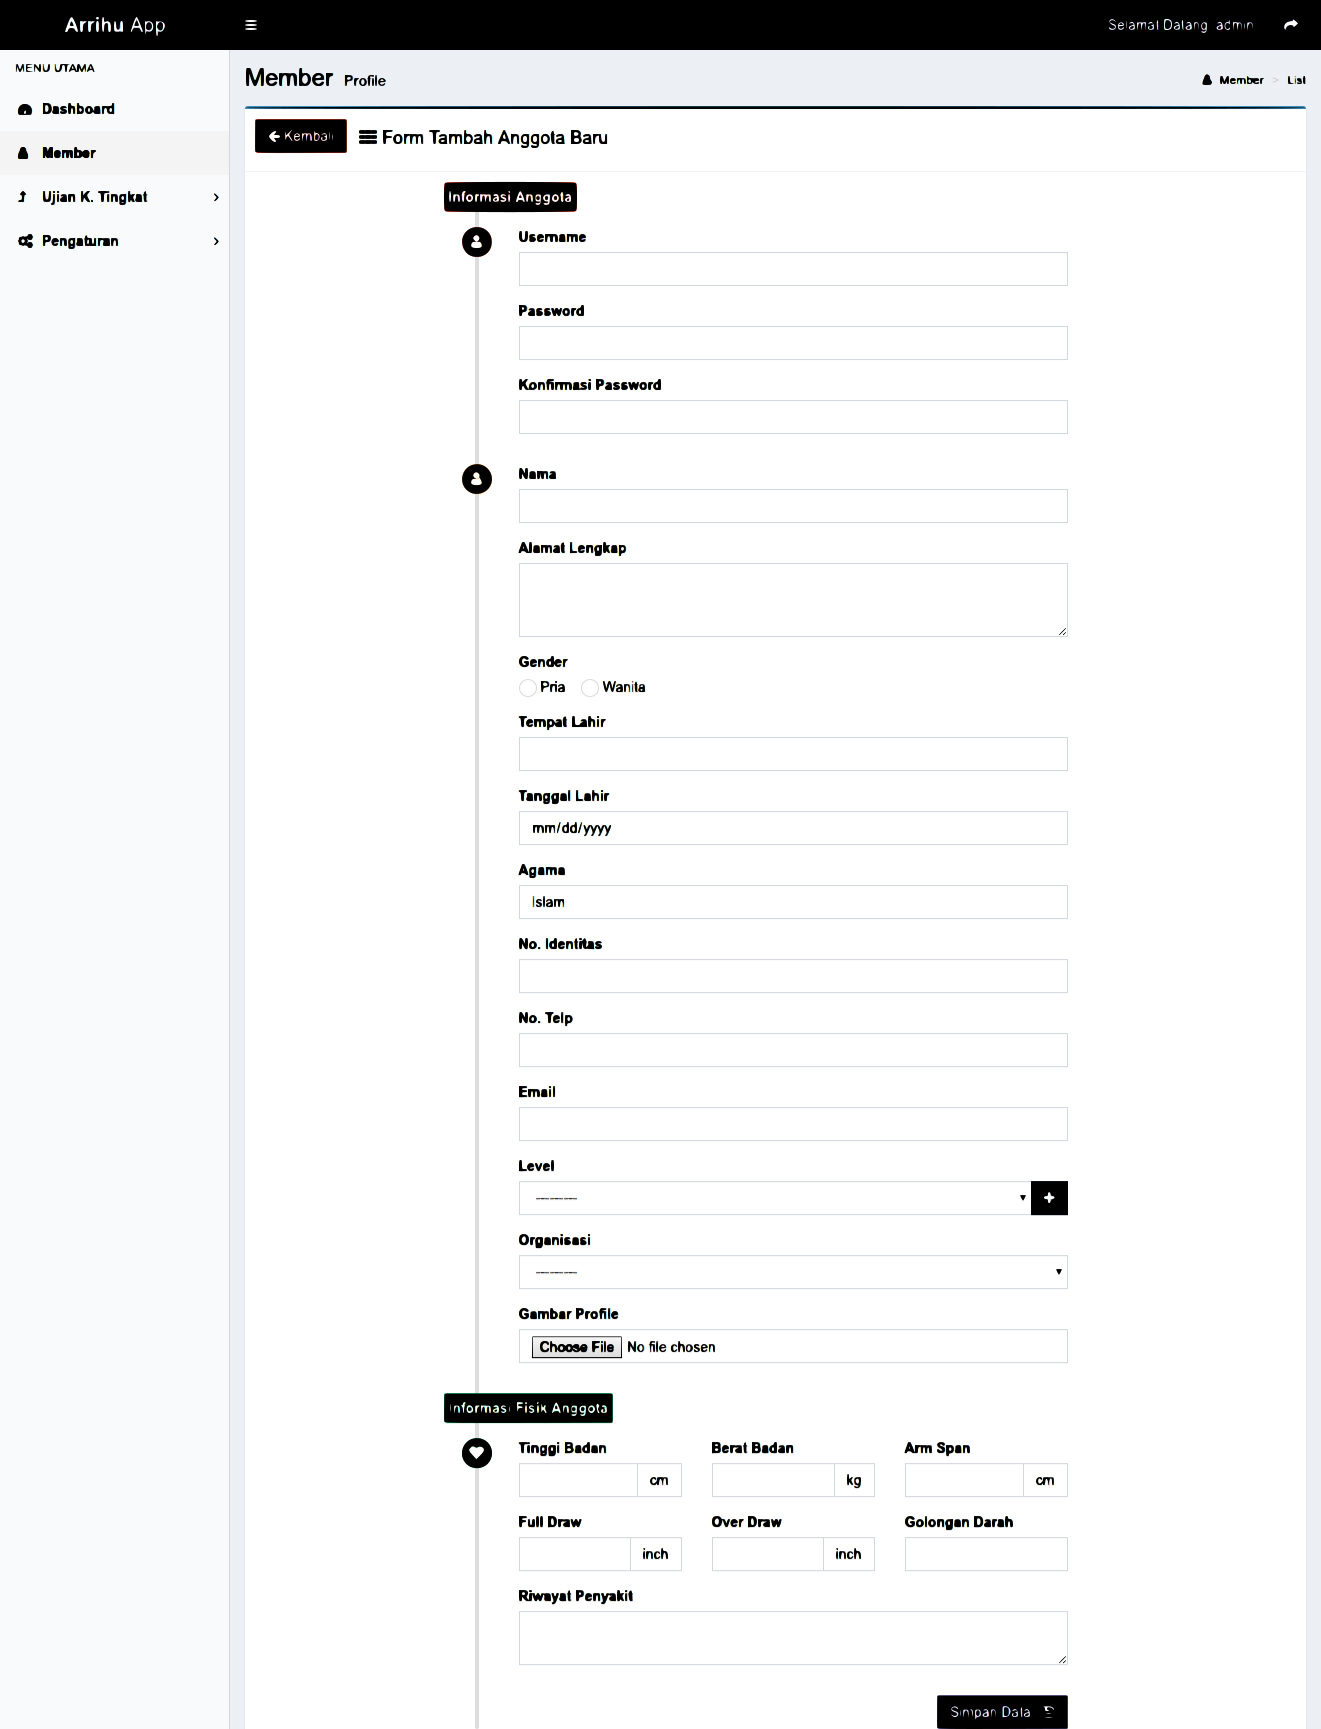 Arrihu App
Selamat Datang admin
MENU UTAMA
Dashboard
Member
Ujian K. Tingkat
Pengaturan
Member Profile
Member > List
Kembali
Form Tambah Anggota Baru
Informasi Anggota
Username
Password
Konfirmasi Password
Nama
Alamat Lengkap
Gender
Pria Wanita
Tempat Lahir
Tanggal Lahir
mm/dd/yyyy
Agama
Islam
No. Identitas
No. Telp
Email
Level
---------
Organisasi
---------
Gambar Profile
Choose File No file chosen
Informasi Fisik Anggota
Tinggi Badan Berat Badan Arm Span
cm kg cm
Full Draw Over Draw Golongan Darah
inch inch
Riwayat Penyakit
Simpan Data